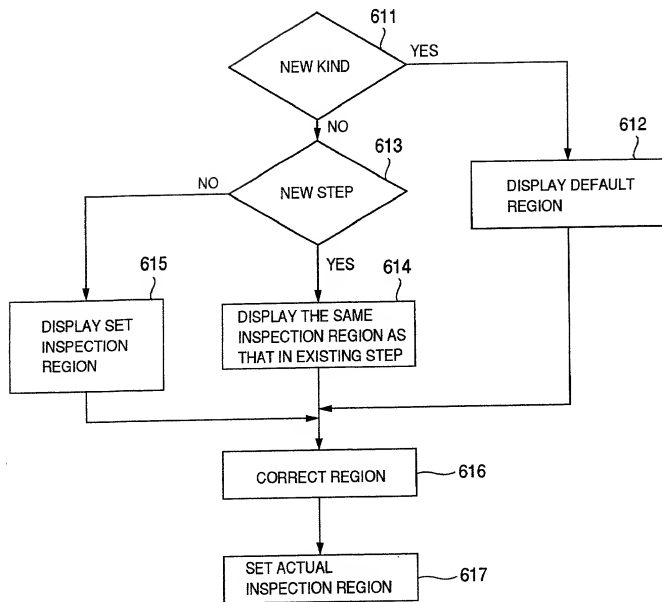 611
YES
NEW KIND
NO
612
613
NO
NEW STEP
DISPLAY DEFAULT
REGION
YES
615
614
DISPLAY SET
INSPECTION
REGION
DISPLAY THE SAME
INSPECTION REGION AS
THAT IN EXISTING STEP
CORRECT REGION
616
SET ACTUAL
INSPECTION REGION
617